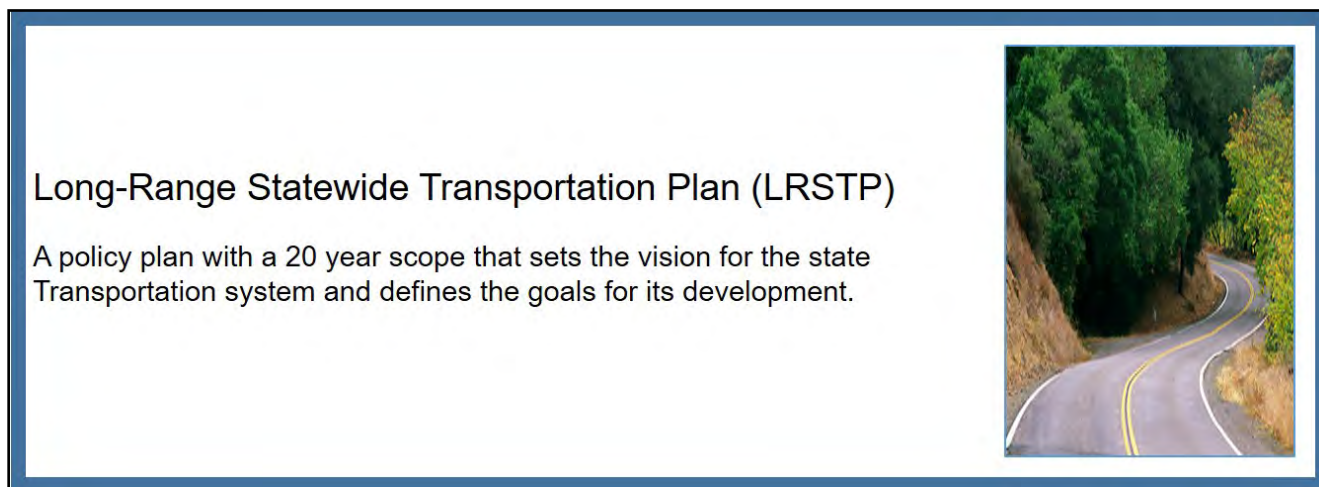 Long-Range Statewide Transportation Plan (LRSTP)
A policy plan with a 20 year scope that sets the vision for the state
Transportation system and defines the goals for its development.